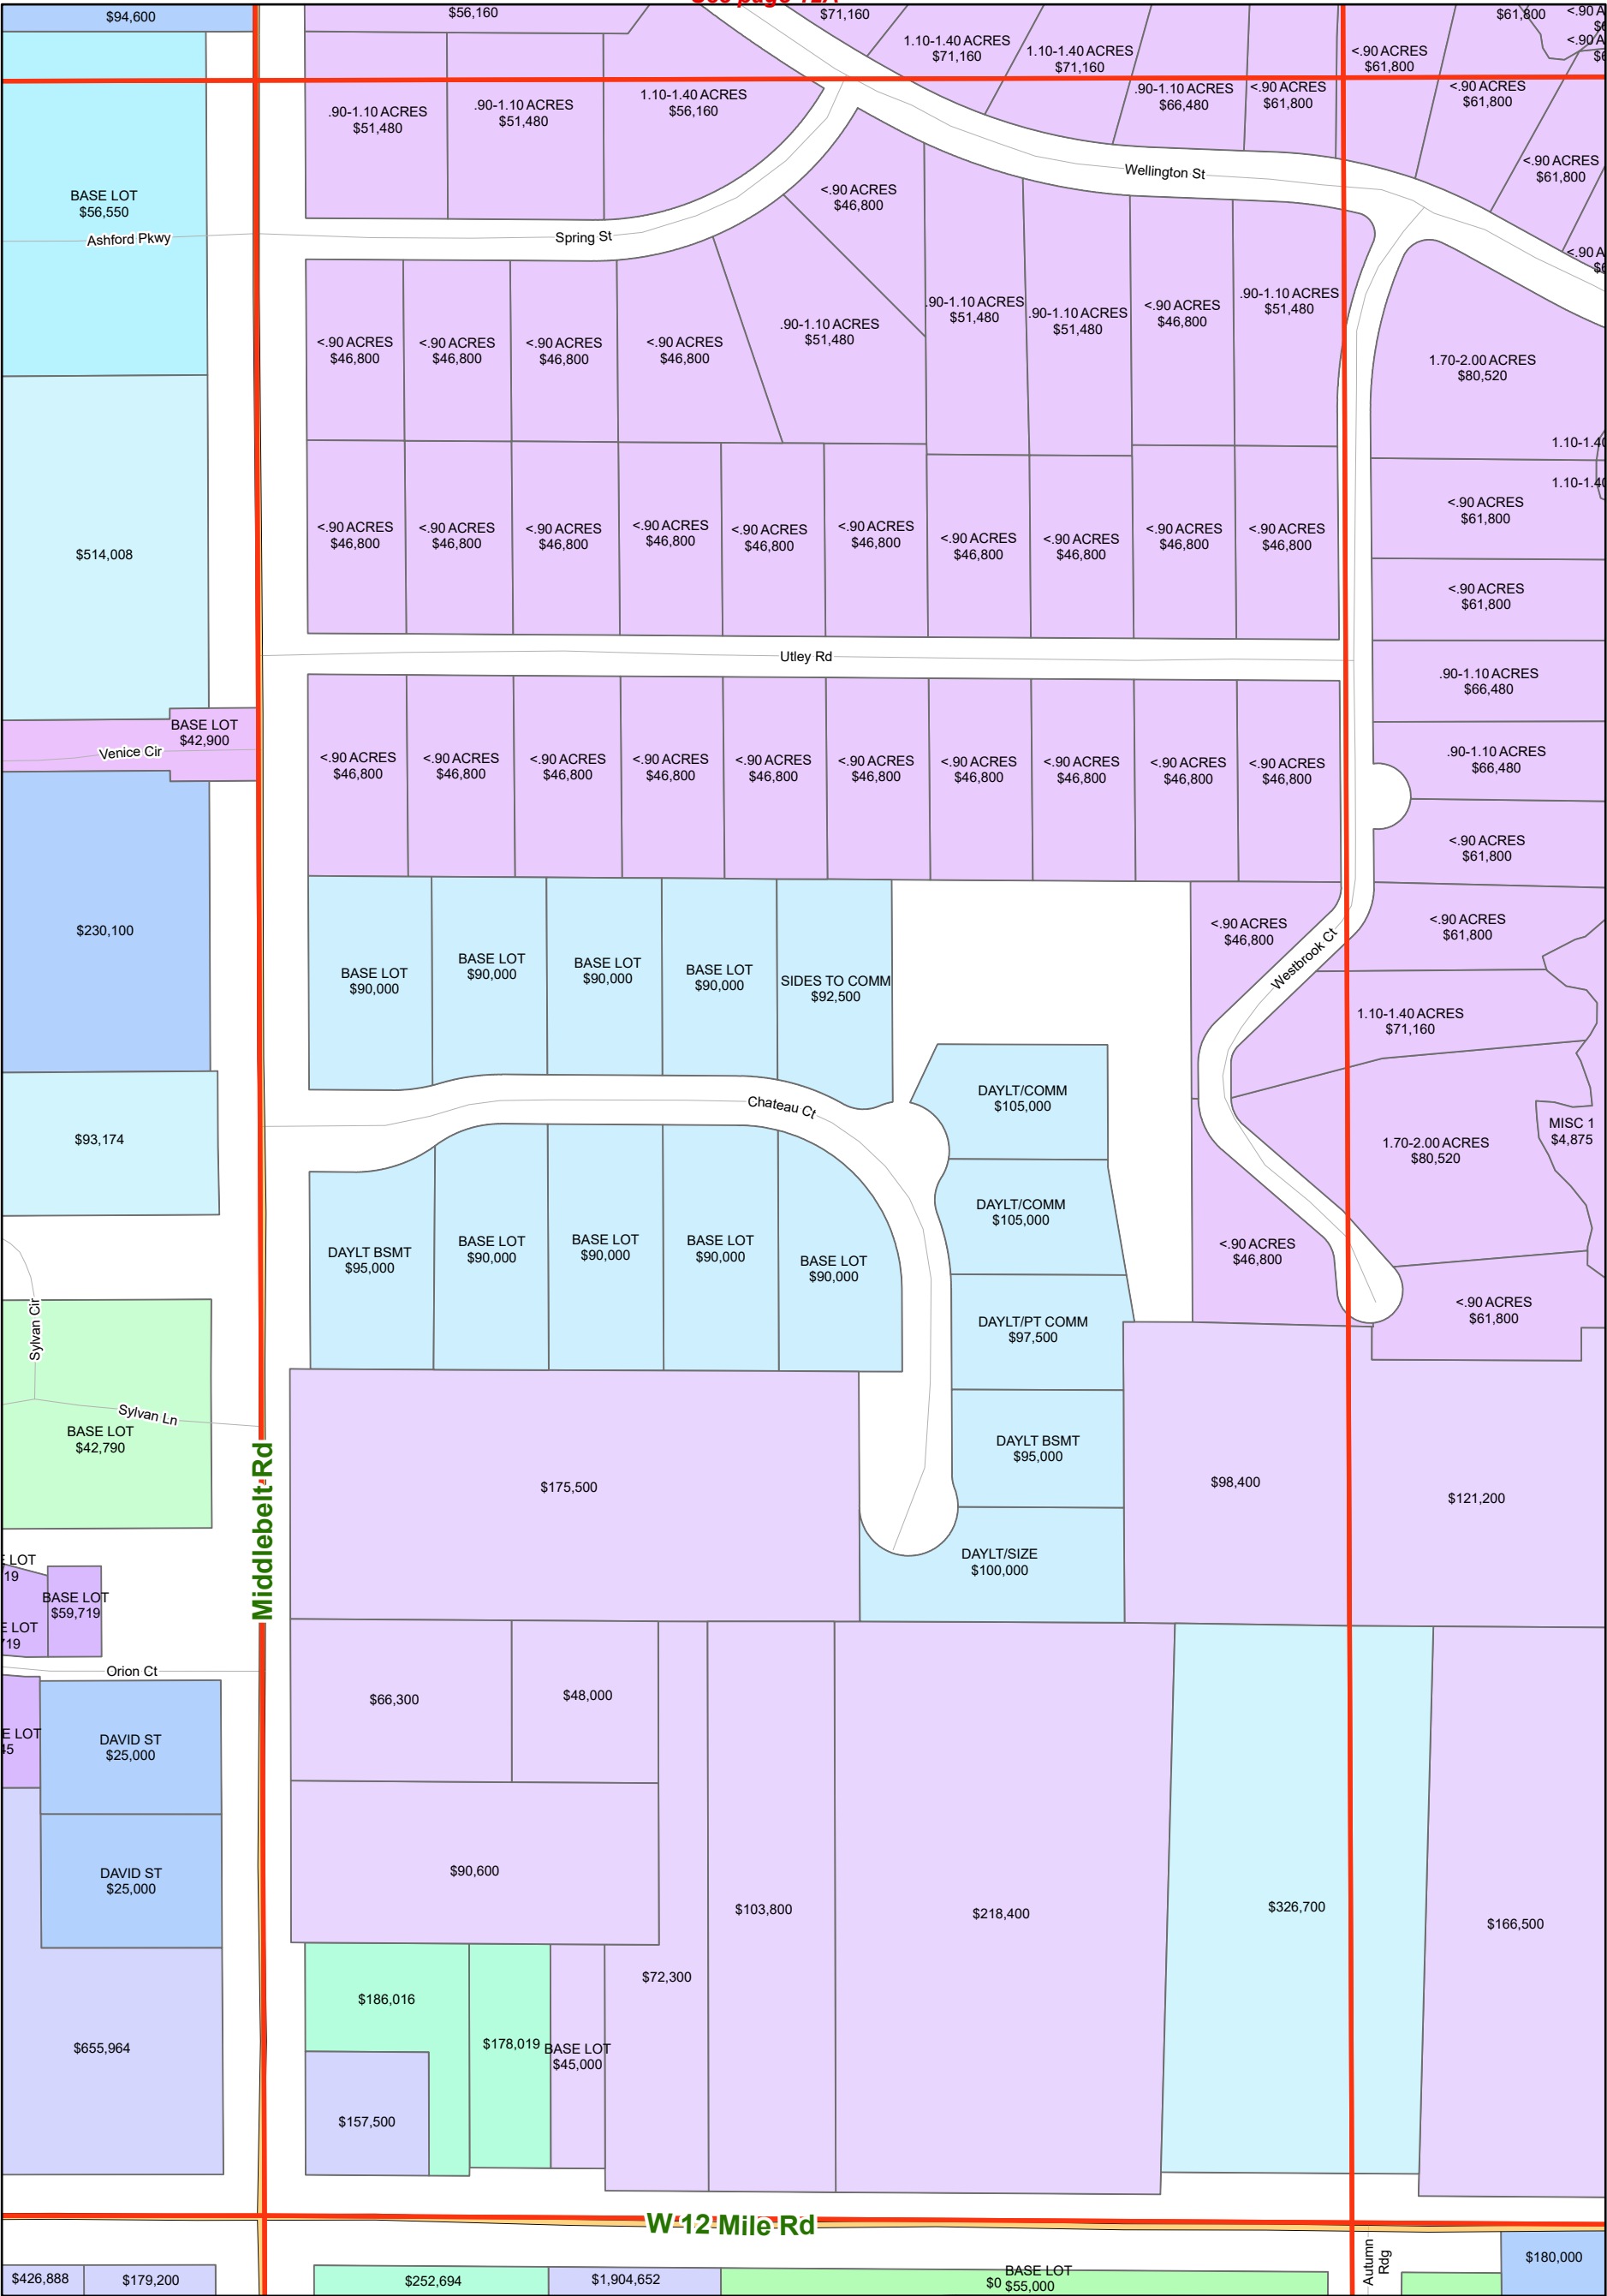 See page 12A
$94,600
$56,160
$71,160
$61,800
<.90 A
1.10-1.40 ACRES
$71,160
1.10-1.40 ACRES
$71,160
<.90 ACRES
$61,800
<.90 A
.90-1.10 ACRES
$51,480
.90-1.10 ACRES
$51,480
1.10-1.40 ACRES
$56,160
.90-1.10 ACRES
$66,480
<.90 ACRES
$61,800
<.90 ACRES
$61,800
<.90 ACRES
$61,800
Wellington St
BASE LOT
$56,550
<.90 ACRES
$46,800
Ashford Pkwy
Spring St
<.90 A
.90-1.10 ACRES
$51,480
.90-1.10 ACRES
$51,480
<.90 ACRES
$46,800
.90-1.10 ACRES
$51,480
<.90 ACRES
$46,800
<.90 ACRES
$46,800
<.90 ACRES
$46,800
<.90 ACRES
$46,800
.90-1.10 ACRES
$51,480
1.70-2.00 ACRES
$80,520
1.10-1.40
1.10-1.40
<.90 ACRES
$61,800
$514,008
<.90 ACRES
$46,800
<.90 ACRES
$46,800
<.90 ACRES
$46,800
<.90 ACRES
$46,800
<.90 ACRES
$46,800
<.90 ACRES
$46,800
<.90 ACRES
$46,800
<.90 ACRES
$46,800
<.90 ACRES
$46,800
<.90 ACRES
$46,800
<.90 ACRES
$61,800
Utley Rd
.90-1.10 ACRES
$66,480
BASE LOT
$42,900
Venice Cir
<.90 ACRES
$46,800
<.90 ACRES
$46,800
<.90 ACRES
$46,800
<.90 ACRES
$46,800
<.90 ACRES
$46,800
<.90 ACRES
$46,800
<.90 ACRES
$46,800
<.90 ACRES
$46,800
<.90 ACRES
$46,800
<.90 ACRES
$46,800
.90-1.10 ACRES
$66,480
<.90 ACRES
$61,800
$230,100
BASE LOT
$90,000
BASE LOT
$90,000
BASE LOT
$90,000
BASE LOT
$90,000
SIDES TO COMM
$92,500
<.90 ACRES
$46,800
Westbrook Ct
<.90 ACRES
$61,800
1.10-1.40 ACRES
$71,160
$93,174
Chateau Ct
DAYLT/COMM
$105,000
MISC 1
$4,875
1.70-2.00 ACRES
$80,520
DAYLT/COMM
$105,000
DAYLT BSMT
$95,000
BASE LOT
$90,000
BASE LOT
$90,000
BASE LOT
$90,000
BASE LOT
$90,000
<.90 ACRES
$46,800
<.90 ACRES
$61,800
DAYLT/PT COMM
$97,500
Sylvan Cir
Sylvan Ln
BASE LOT
$42,790
DAYLT BSMT
$95,000
Middlebelt Rd
$175,500
$98,400
$121,200
DAYLT/SIZE
$100,000
E LOT
19
BASE LOT
$59,719
E LOT
719
Orion Ct
$66,300
$48,000
E LOT
45
DAVID ST
$25,000
DAVID ST
$25,000
$90,600
$103,800
$218,400
$326,700
$166,500
$72,300
$186,016
$178,019
BASE LOT
$45,000
$655,964
$157,500
W 12 Mile Rd
Autumn
Rdg
$180,000
$426,888
$179,200
$252,694
$1,904,652
$0
BASE LOT
$55,000